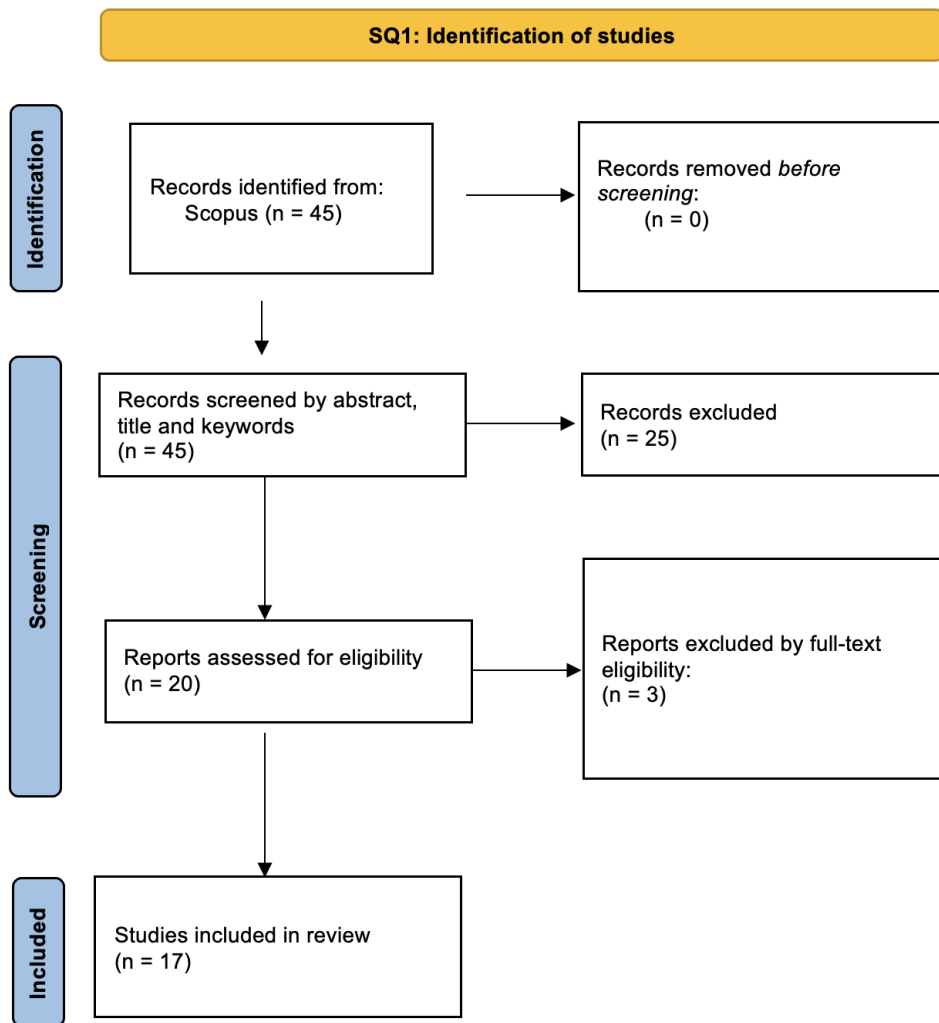 SQ1: Identification of studies
Identification
Records identified from:
Scopus (n = 45)
Records removed before
screening:
(n = 0)
Screening
Records screened by abstract,
title and keywords
(n = 45)
Records excluded
(n = 25)
Reports assessed for eligibility
(n = 20)
Reports excluded by full-text
eligibility:
(n = 3)
Included
Studies included in review
(n = 17)